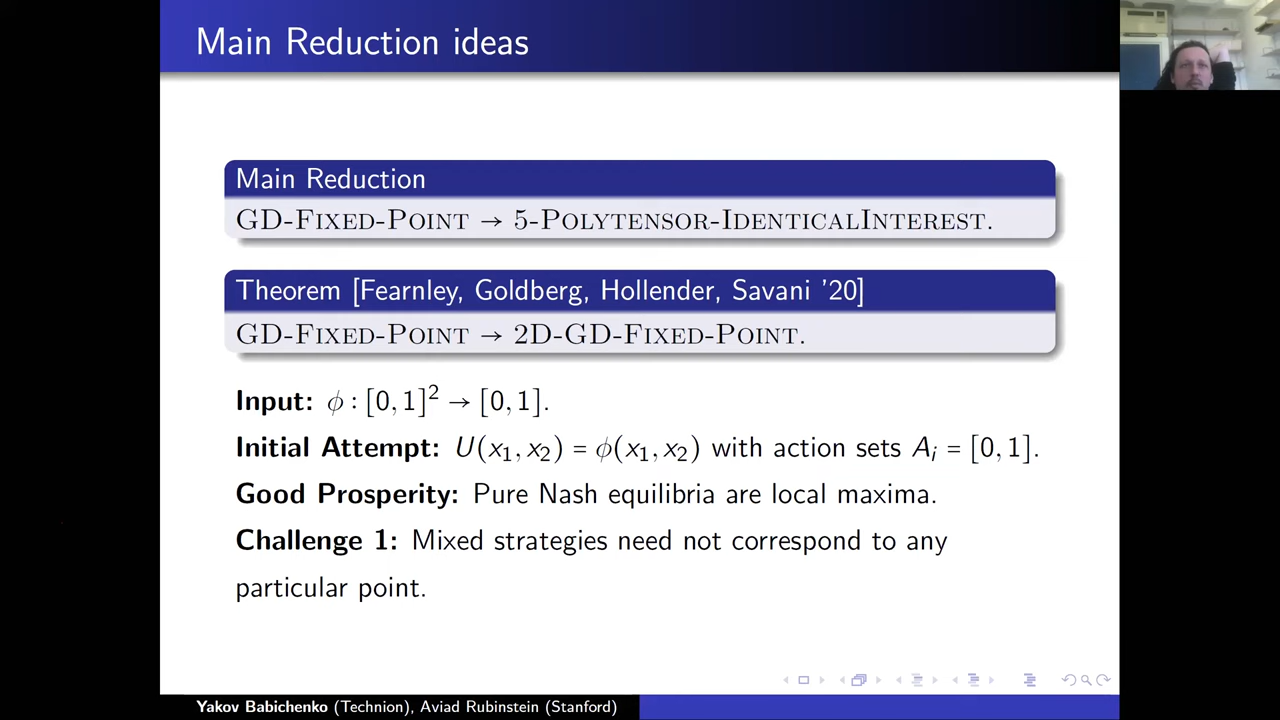 Main Reduction ideas
Main Reduction
GD-Fixed-Point → 5-Polytensor-IdenticalInterest.
Theorem [Fearnley, Goldberg, Hollender, Savani '20]
GD-Fixed-Point → 2D-GD-Fixed-Point.
Input: ϕ : [0, 1]² → [0, 1].
Initial Attempt: U(x₁, x₂) = ϕ(x₁, x₂) with action sets Aᵢ = [0, 1].
Good Prosperity: Pure Nash equilibria are local maxima.
Challenge 1: Mixed strategies need not correspond to any
particular point.
Yakov Babichenko (Technion), Aviad Rubinstein (Stanford)